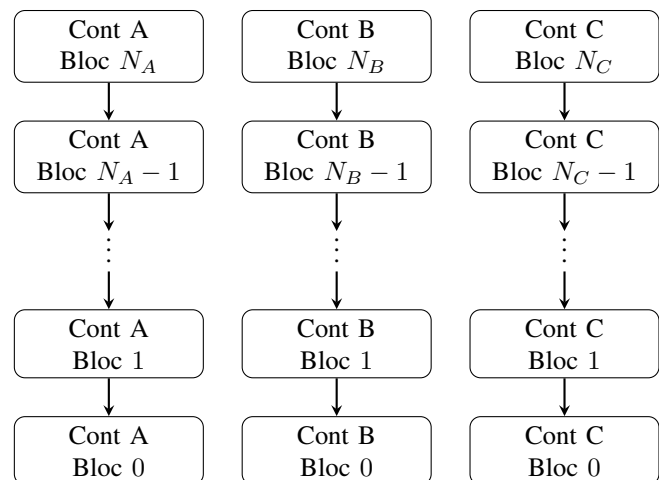 Cont A
Bloc N_A
Cont B
Bloc N_B
Cont C
Bloc N_C
Cont A
Bloc N_A − 1
Cont B
Bloc N_B − 1
Cont C
Bloc N_C − 1
Cont A
Bloc 1
Cont B
Bloc 1
Cont C
Bloc 1
Cont A
Bloc 0
Cont B
Bloc 0
Cont C
Bloc 0